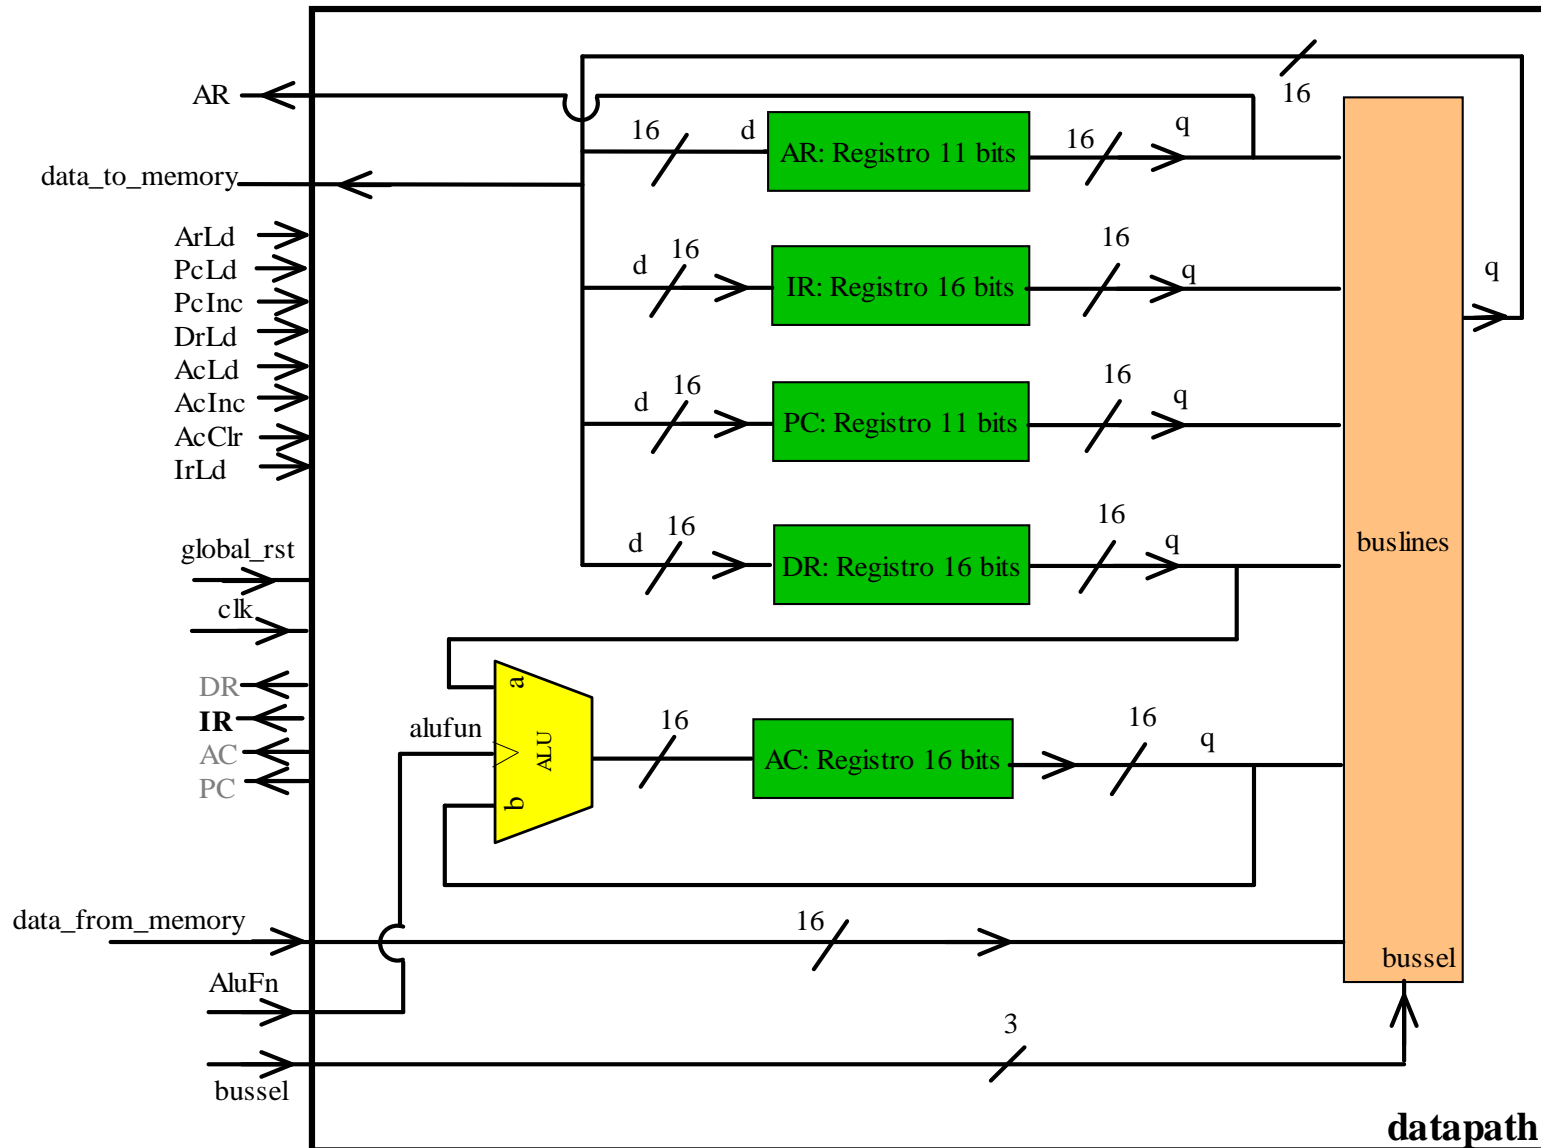 16
AR
16
d
AR: Registro 11 bits
16
q
data_to_memory
ArLd
PcLd
PcInc
DrLd
AcLd
AcInc
AcClr
IrLd
d
16
IR: Registro 16 bits
16
q
q
d
16
PC: Registro 11 bits
16
q
d
16
DR: Registro 16 bits
16
q
buslines
global_rst
clk
DR
IR
AC
PC
alufun
a
ALU
b
16
AC: Registro 16 bits
16
q
data_from_memory
16
AluFn
bussel
bussel
3
datapath